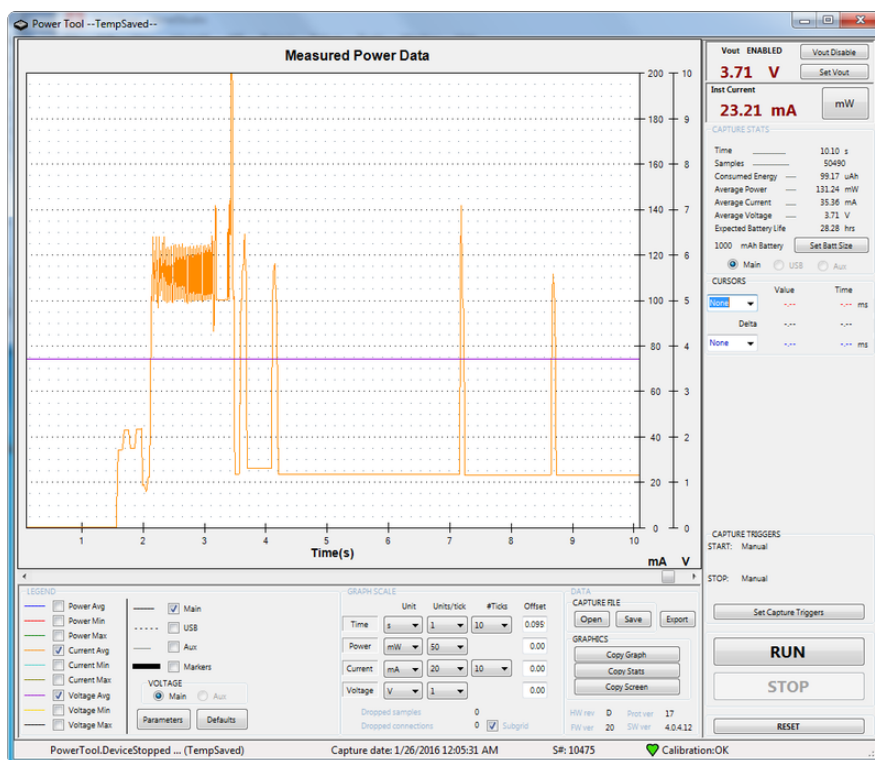 Power Tool --TempSaved--
Measured Power Data
200 10
180 9
160 8
140 7
120 6
100 5
80 4
60 3
40 2
20 1
0 0
1 2 3 4 5 6 7 8 9 10
Time(s)
mA V
Vout ENABLED
Vout Disable
3.71 V
Set Vout
Inst Current
23.21 mA
mW
CAPTURE STATS
Time 10.10 s
Samples 50490
Consumed Energy 99.17 uAh
Average Power 131.24 mW
Average Current 35.36 mA
Average Voltage 3.71 V
Expected Battery Life 28.28 hrs
1000 mAh Battery Set Batt Size
Main USB Aux
CURSORS
Value Time
None -.-- -.-- ms
Delta -.-- -.--
None -.-- -.-- ms
CAPTURE TRIGGERS
START: Manual
STOP: Manual
Set Capture Triggers
RUN
STOP
RESET
LEGEND
Power Avg
Power Min
Power Max
Current Avg
Current Min
Current Max
Voltage Avg
Voltage Min
Voltage Max
Main
USB
Aux
Markers
VOLTAGE
Main Aux
Parameters Defaults
GRAPH SCALE
Unit Units/tick #Ticks Offset
Time s 1 10 0.095
Power mW 50 0.00
Current mA 20 10 0.00
Voltage V 1 0.00
Dropped samples 0
Dropped connections 0 Subgrid
DATA
CAPTURE FILE
Open Save Export
GRAPHICS
Copy Graph
Copy Stats
Copy Screen
HW rev D Prot ver 17
FW ver 20 SW ver 4.0.4.12
PowerTool.DeviceStopped ... (TempSaved) Capture date: 1/26/2016 12:05:31 AM S#: 10475 Calibration:OK